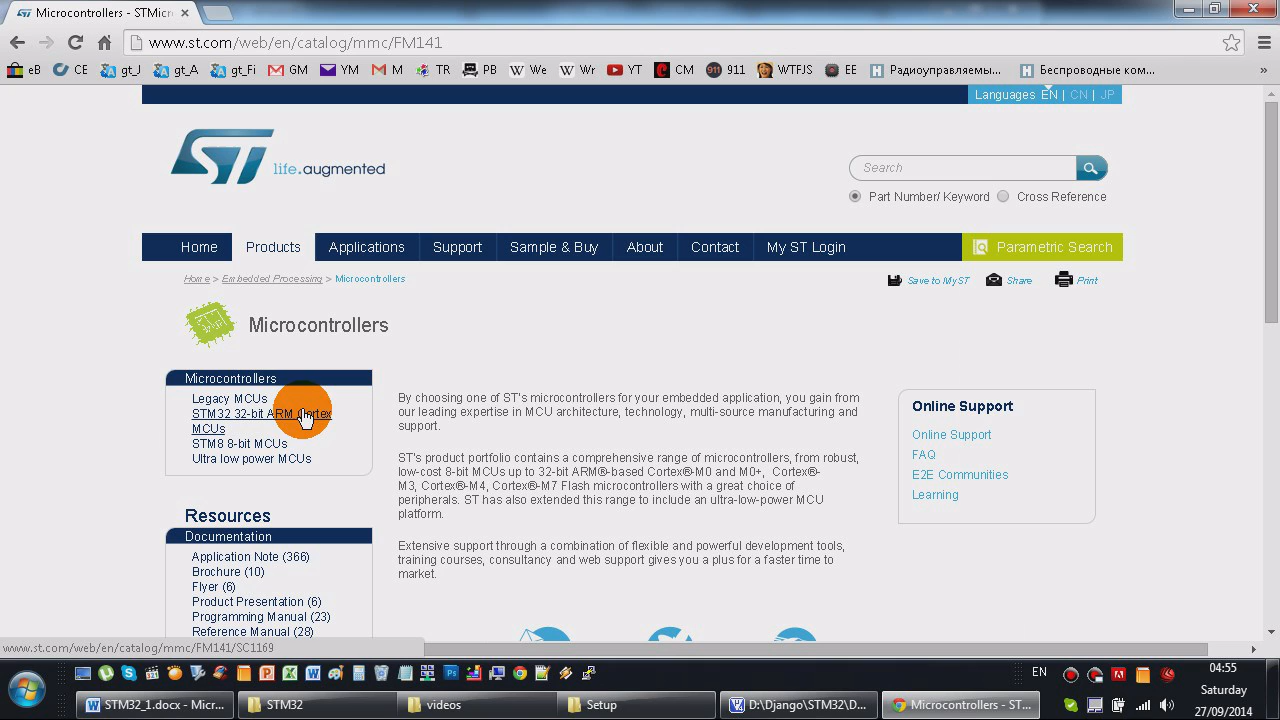 Microcontrollers - STMicr
www.st.com/web/en/catalog/mmc/FM141
eB CE gt_J gt_A gt_Fi GM YM M TR PB We Wr YT CM 911 WTFJS EE Радиоуправляемы... Беспроводные ком... »
Languages EN | CN | JP
ST life.augmented
Search
Part Number/ Keyword Cross Reference
Home Products Applications Support Sample & Buy About Contact My ST Login Parametric Search
Home > Embedded Processing > Microcontrollers
Save to MyST Share Print
Microcontrollers
Microcontrollers
Legacy MCUs
STM32 32-bit ARM Cortex
MCUs
STM8 8-bit MCUs
Ultra low power MCUs
Resources
Documentation
Application Note (366)
Brochure (10)
Flyer (6)
Product Presentation (6)
Programming Manual (23)
Reference Manual (28)
By choosing one of ST's microcontrollers for your embedded application, you gain from
our leading expertise in MCU architecture, technology, multi-source manufacturing and
support.
ST's product portfolio contains a comprehensive range of microcontrollers, from robust,
low-cost 8-bit MCUs up to 32-bit ARM®-based Cortex®-M0 and M0+, Cortex®-
M3, Cortex®-M4, Cortex®-M7 Flash microcontrollers with a great choice of
peripherals. ST has also extended this range to include an ultra-low-power MCU
platform.
Extensive support through a combination of flexible and powerful development tools,
training courses, consultancy and web support gives you a plus for a faster time to
market.
Online Support
Online Support
FAQ
E2E Communities
Learning
www.st.com/web/en/catalog/mmc/FM141/SC1169
EN
04:55
Saturday
27/09/2014
STM32_1.docx - Micr... STM32 videos Setup D:\Django\STM32\D... Microcontrollers - ST...